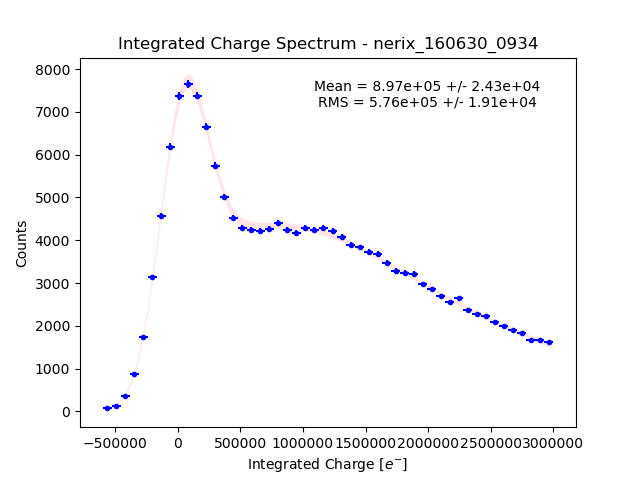 Integrated Charge Spectrum - nerix_160630_0934
Mean = 8.97e+05 +/- 2.43e+04
RMS = 5.76e+05 +/- 1.91e+04
8000
7000
6000
5000
4000
3000
2000
1000
0
Counts
−500000 0 500000 1000000 1500000 2000000 2500000 3000000
Integrated Charge [e⁻]